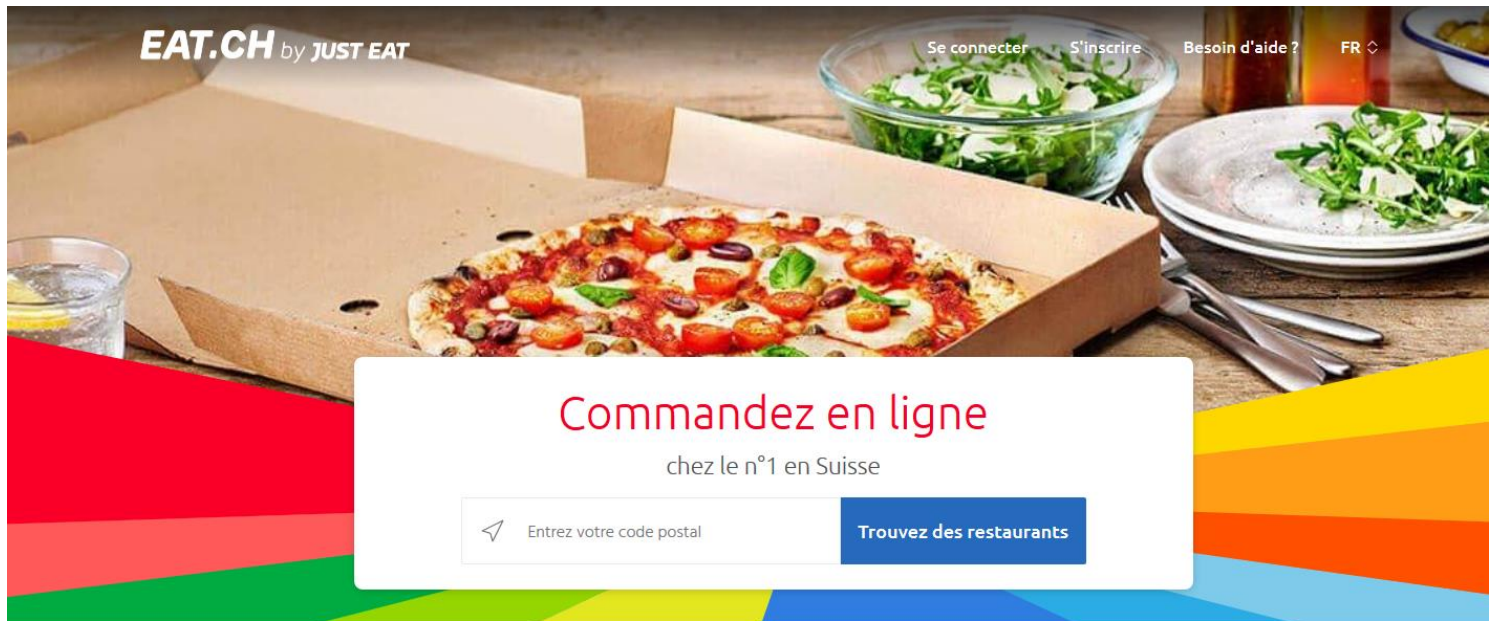 EAT.CH by JUST EAT
Se connecter S'inscrire Besoin d'aide ? FR
Commandez en ligne
chez le n°1 en Suisse
Entrez votre code postal Trouvez des restaurants